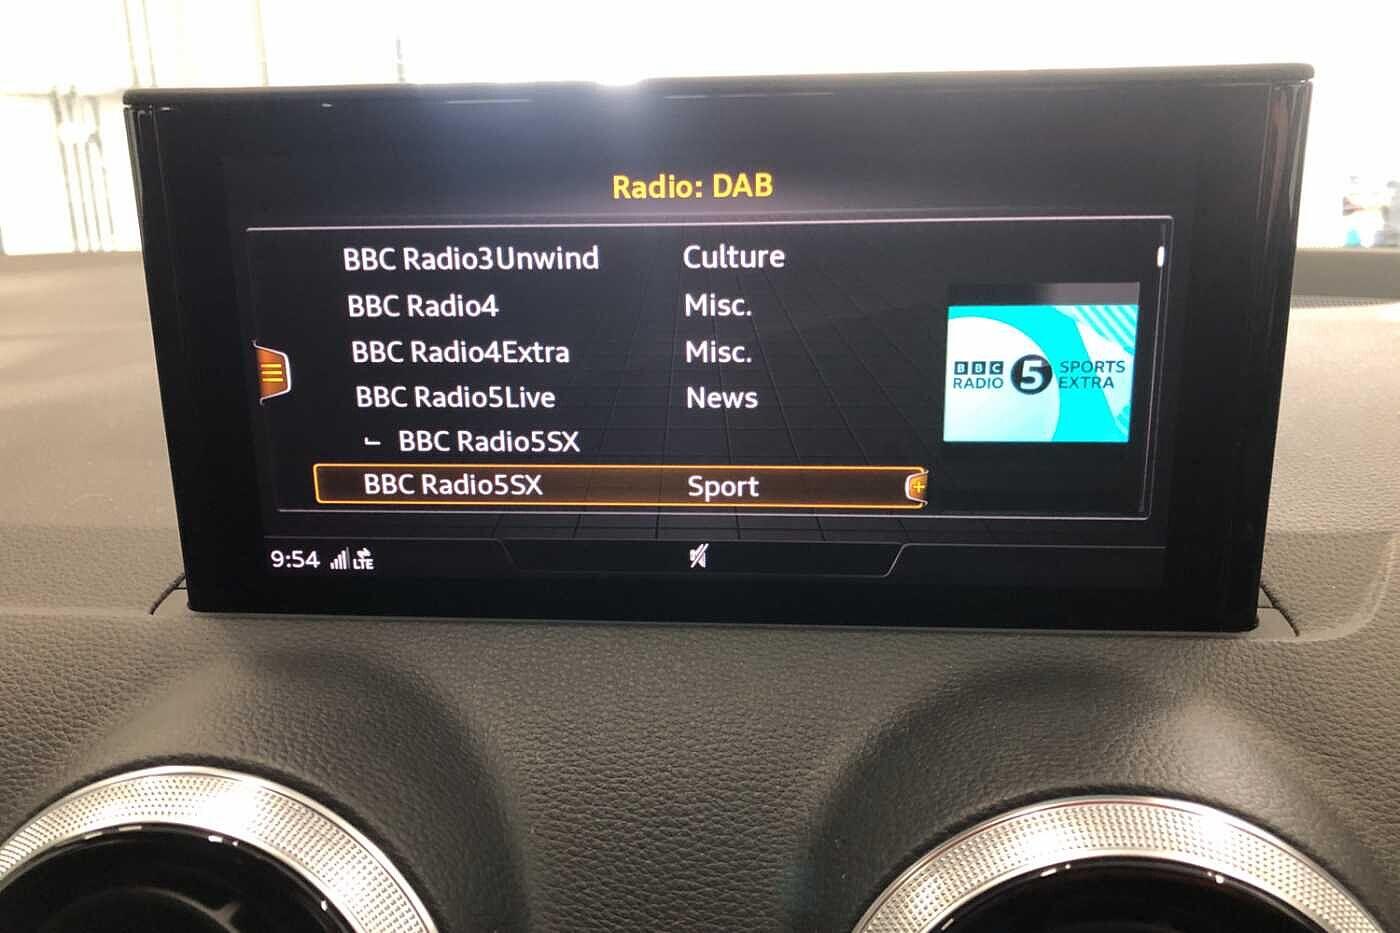 Radio: DAB
BBC Radio3Unwind Culture
BBC Radio4 Misc.
BBC Radio4Extra Misc.
BBC Radio5Live News
BBC Radio5SX
BBC Radio5SX Sport
BBC RADIO 5 SPORTS EXTRA
9:54 LTE